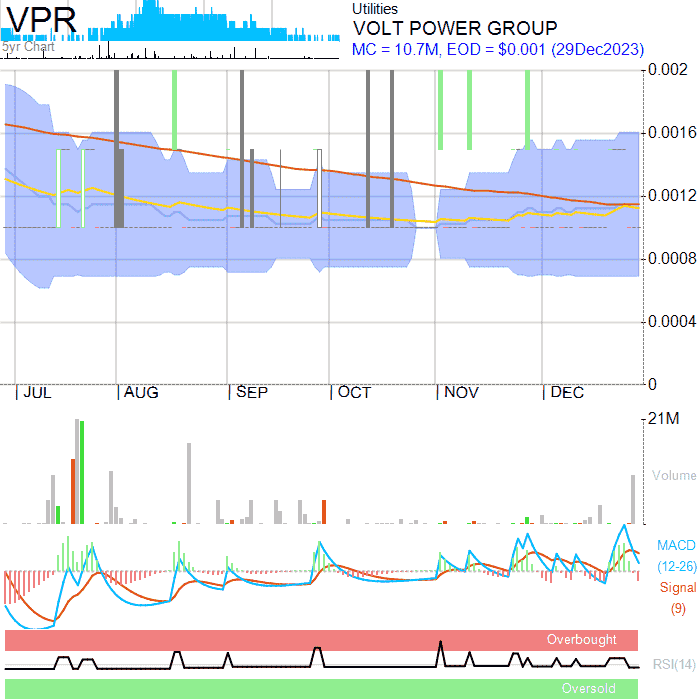 VPR
5yr Chart
Utilities
VOLT POWER GROUP
MC = 10.7M, EOD = $0.001 (29Dec2023)
0.002
0.0016
0.0012
0.0008
0.0004
0
JUL AUG SEP OCT NOV DEC
21M
Volume
MACD
(12-26)
Signal
(9)
Overbought
RSI(14)
Oversold